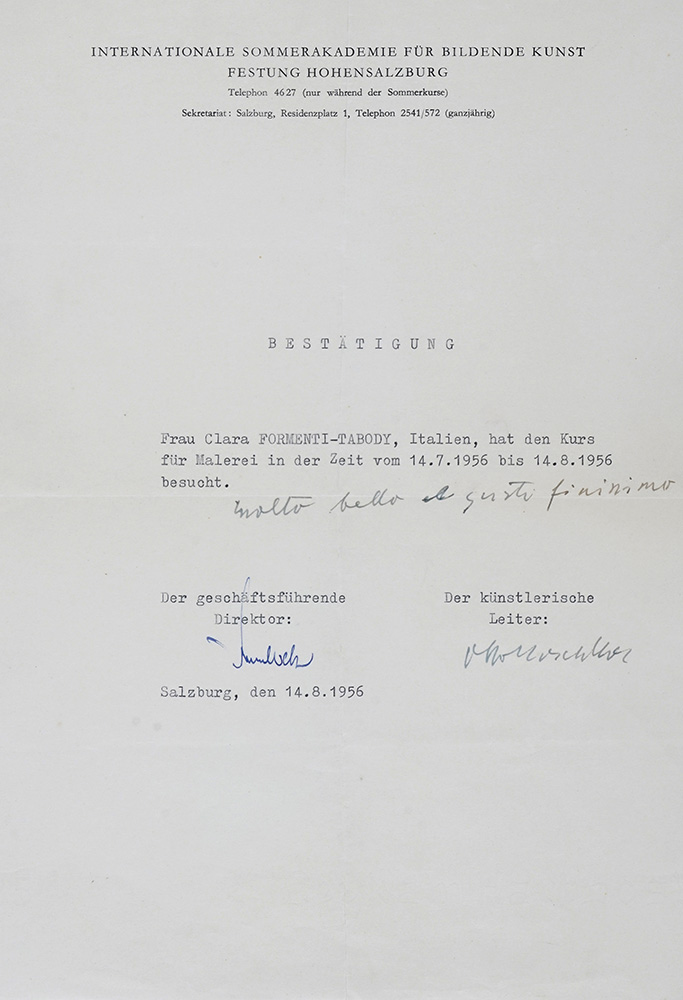 INTERNATIONALE SOMMERAKADEMIE FÜR BILDENDE KUNST
FESTUNG HOHENSALZBURG
Telephon 4627 (nur während der Sommerkurse)
Sekretariat: Salzburg, Residenzplatz 1, Telephon 2541/572 (ganzjährig)
BESTÄTIGUNG
Frau Clara FORMENTI-TABODY, Italien, hat den Kurs
für Malerei in der Zeit vom 14.7.1956 bis 14.8.1956
besucht.
molto bello e gusto finissimo
Der geschäftsführende
Direktor:
Der künstlerische
Leiter:
Salzburg, den 14.8.1956